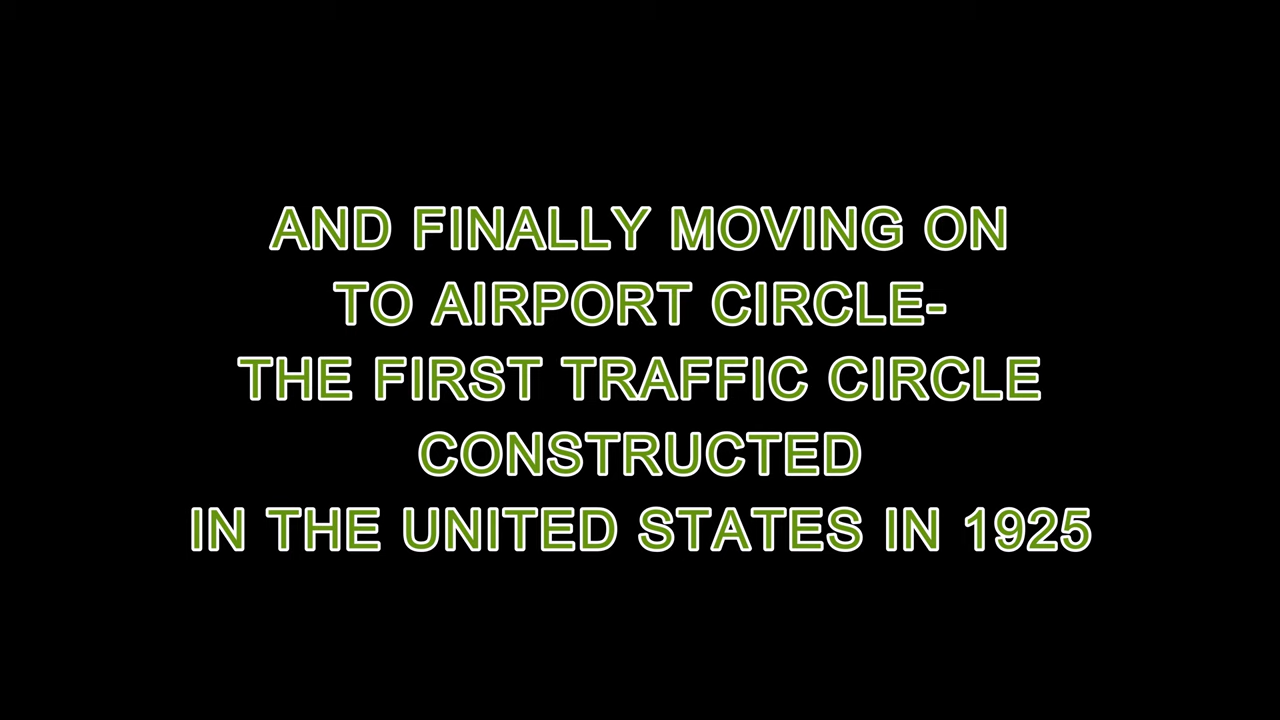 AND FINALLY MOVING ON
TO AIRPORT CIRCLE-
THE FIRST TRAFFIC CIRCLE
CONSTRUCTED
IN THE UNITED STATES IN 1925